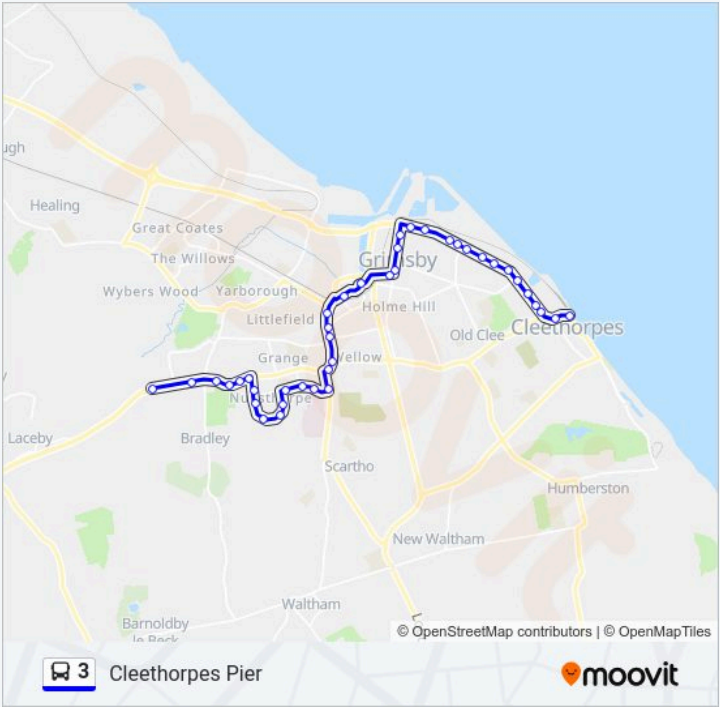 ugh
Healing
Great Coates
The Willows
Wybers Wood
Yarborough
Grimsby
Littlefield
Holme Hill
Old Clee
Cleethorpes
Grange
Yellow
Nunsthorpe
Laceby
Bradley
Scartho
Humberston
New Waltham
Waltham
Barnoldby
le Beck
© OpenStreetMap contributors | © OpenMapTiles
3
Cleethorpes Pier
moovit